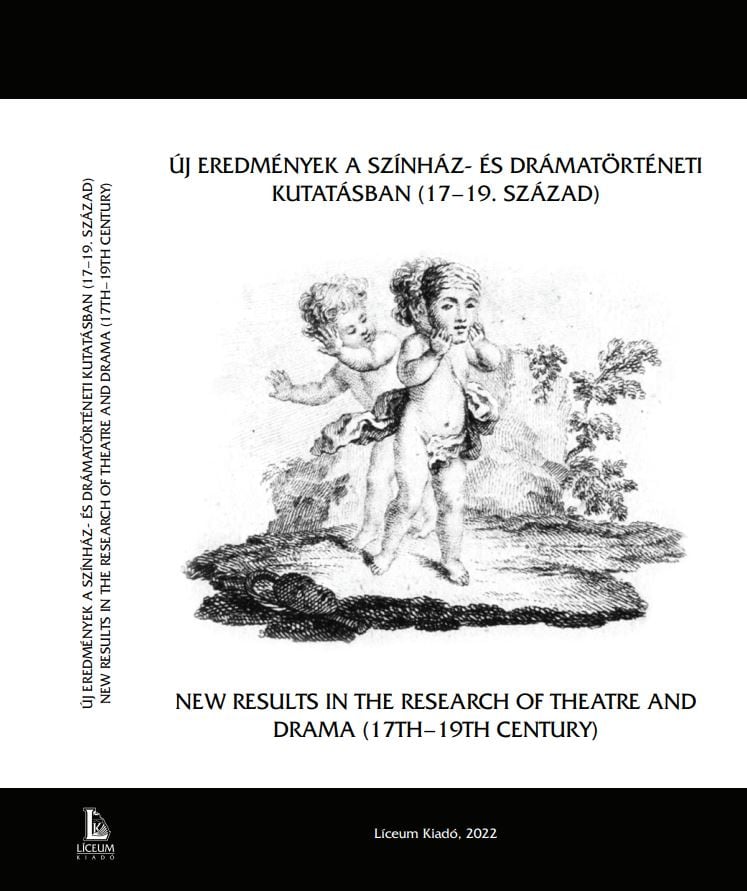 ÚJ EREDMÉNYEK A SZÍNHÁZ- ÉS DRÁMATÖRTÉNETI
KUTATÁSBAN (17–19. SZÁZAD)
ÚJ EREDMÉNYEK A SZÍNHÁZ- ÉS DRÁMATÖRTÉNETI KUTATÁSBAN (17–19. SZÁZAD)
NEW RESULTS IN THE RESEARCH OF THEATRE AND DRAMA (17TH–19TH CENTURY)
NEW RESULTS IN THE RESEARCH OF THEATRE AND
DRAMA (17TH–19TH CENTURY)
LK
LÍCEUM
KIADÓ
Líceum Kiadó, 2022